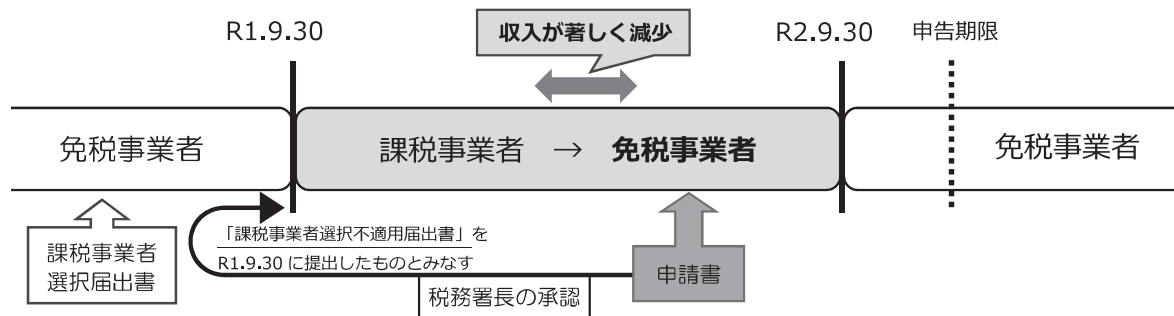 収入が著しく減少
R1.9.30
R2.9.30
申告期限
免税事業者
課税事業者 → 免税事業者
免税事業者
課税事業者
選択届出書
「課税事業者選択不適用届出書」を
R1.9.30 に提出したものとみなす
税務署長の承認
申請書